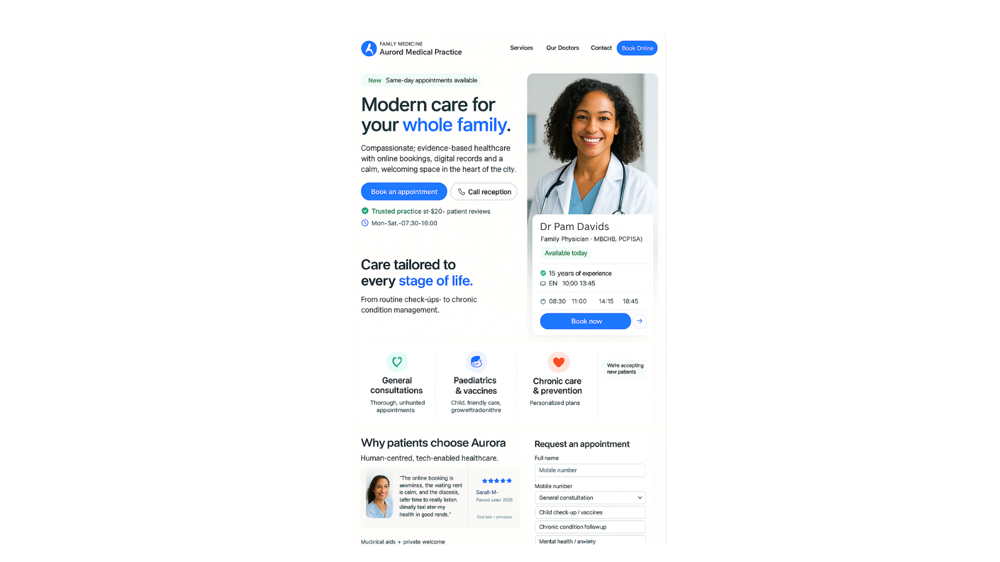 FAMLY MEDICINE
Aurord Medical Practice
Services
Our Doctors
Contact
Book Online
New Same-day appointments available
Modern care for
your whole family.
Compassionate; evidence-based healthcare
with online bookings, digital records and a
calm, welcoming space in the heart of the city.
Book an appointment
Call reception
Trusted practice st-$20- patient reviews
Mon-Sat.-07:30-16:00
Dr Pam Davids
Family Physician · MBCHB, PCP1SA)
Available today
15 years of experience
EN 10:00 13:45
08:30 11:00 14:15 18:45
Book now
Care tailored to
every stage of life.
From routine check-úps- to chronic
condition management.
General
consultations
Thorough, unhunted
appointments
Paediatrics
& vaccines
Child, friendly care,
growieftradonithre
Chronic care
& prevention
Personalized plans
We're accepting
new patients
Why patients choose Aurora
Human-centred, tech-enabled healthcare.
"The online booking is
seaminss, the wating rent
is calm, and the discesis,
tafer time to really liston.
dimally tasl ster-my
health in good rends."
Sarall-M-
Parrord 2020
Cod bab
Mudxical aids + private welcome
Request an appointment
Full name
Mobile number
Mobile number
General constultation
Child check-up / vaccines
Chronic condition followup
Mental health / anxiety